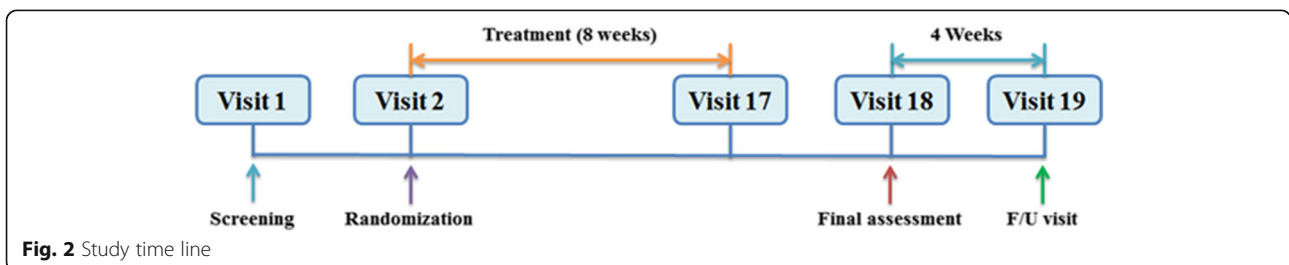 Treatment (8 weeks)
4 Weeks
Visit 1
Visit 2
Visit 17
Visit 18
Visit 19
Screening
Randomization
Final assessment
F/U visit
Fig. 2 Study time line